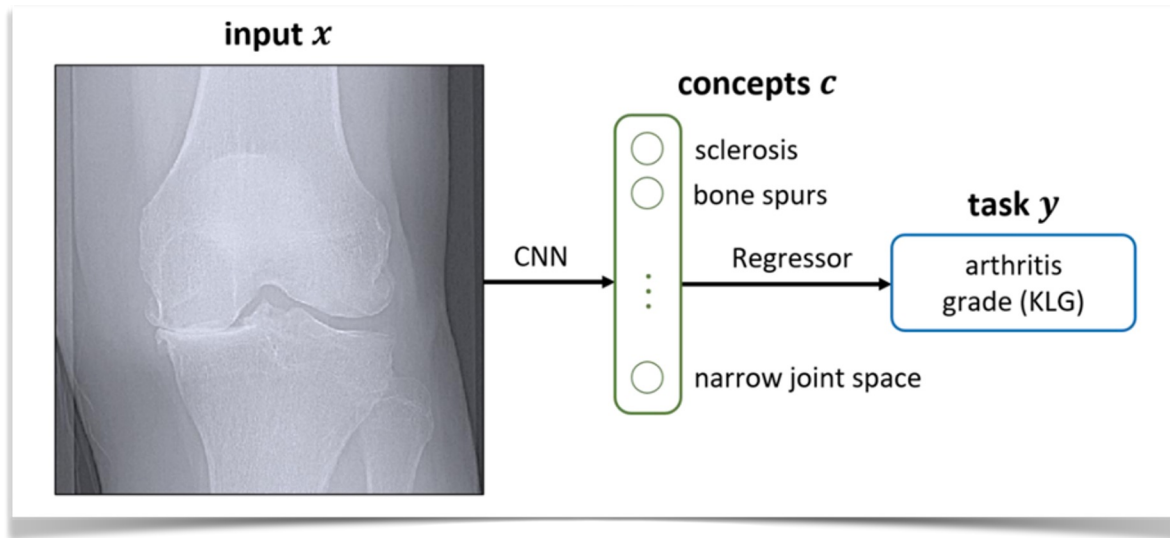 input x
concepts c
sclerosis
bone spurs
task y
CNN
Regressor
arthritis
grade (KLG)
narrow joint space